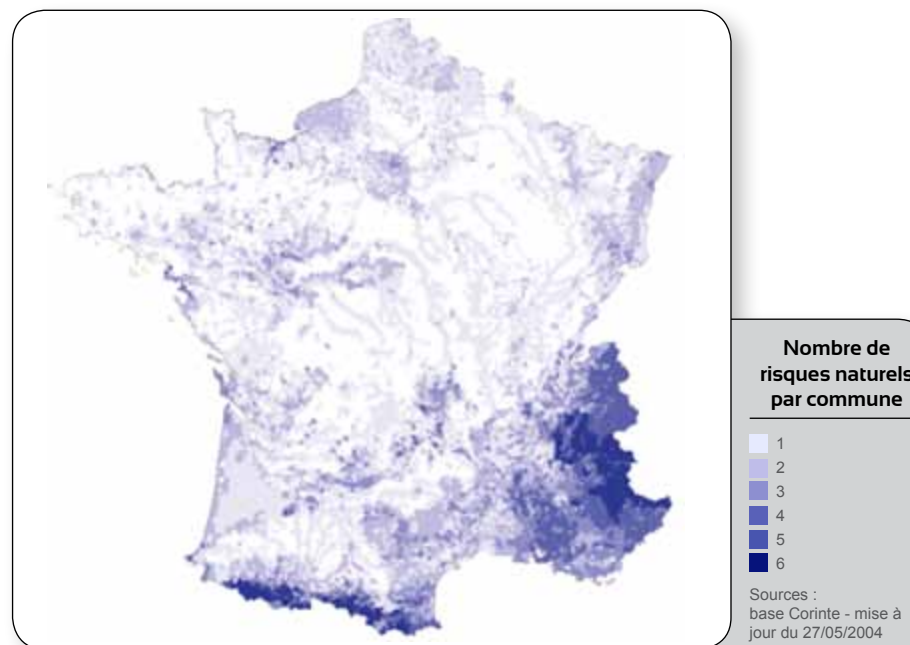 Nombre de
risques naturels
par commune
1
2
3
4
5
6
Sources :
base Corinte - mise à
jour du 27/05/2004